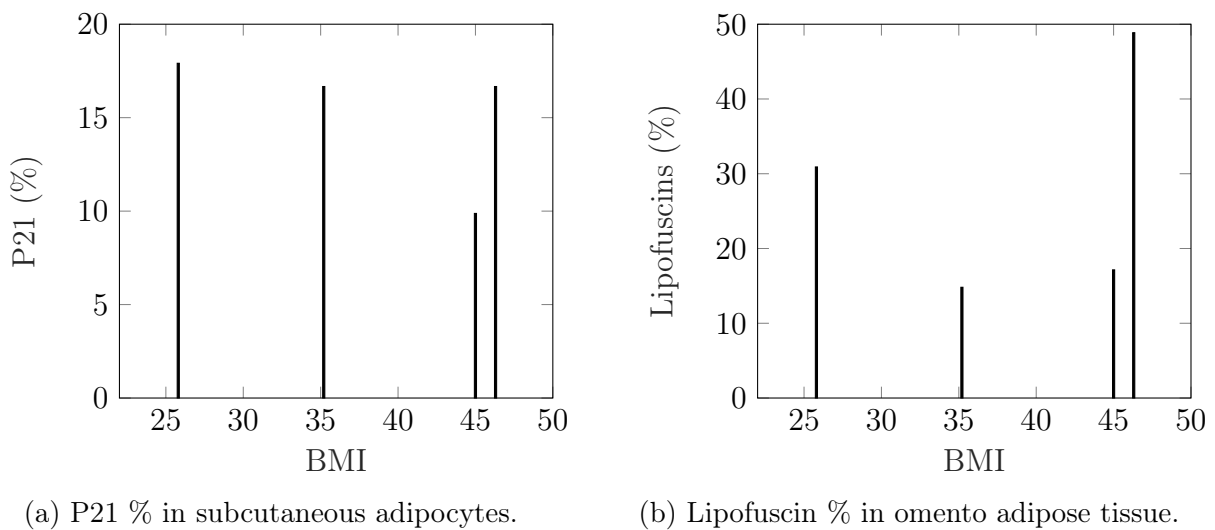 20
15
10
5
0
P21 (%)
25 30 35 40 45 50
BMI
(a) P21 % in subcutaneous adipocytes.
50
40
30
20
10
0
Lipofuscins (%)
25 30 35 40 45 50
BMI
(b) Lipofuscin % in omento adipose tissue.